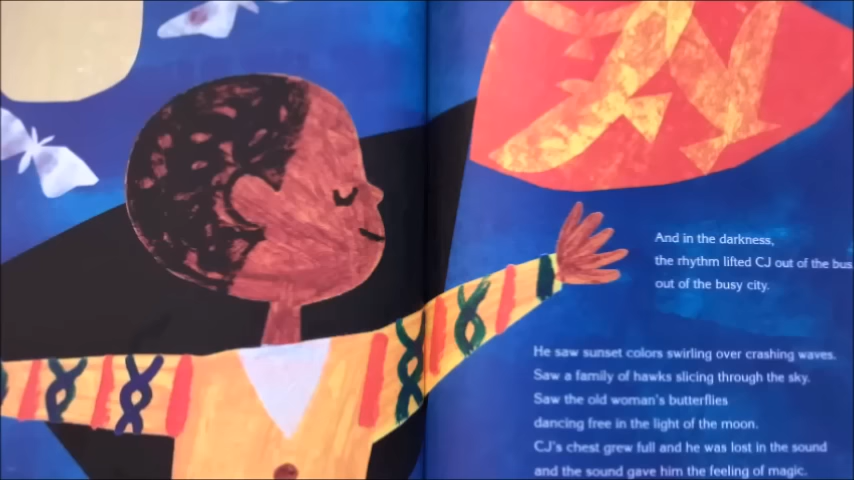 And in the darkness,
the rhythm lifted CJ out of the bus,
out of the busy city.
He saw sunset colors swirling over crashing waves.
Saw a family of hawks slicing through the sky.
Saw the old woman's butterflies
dancing free in the light of the moon.
CJ's chest grew full and he was lost in the sound
and the sound gave him the feeling of magic.